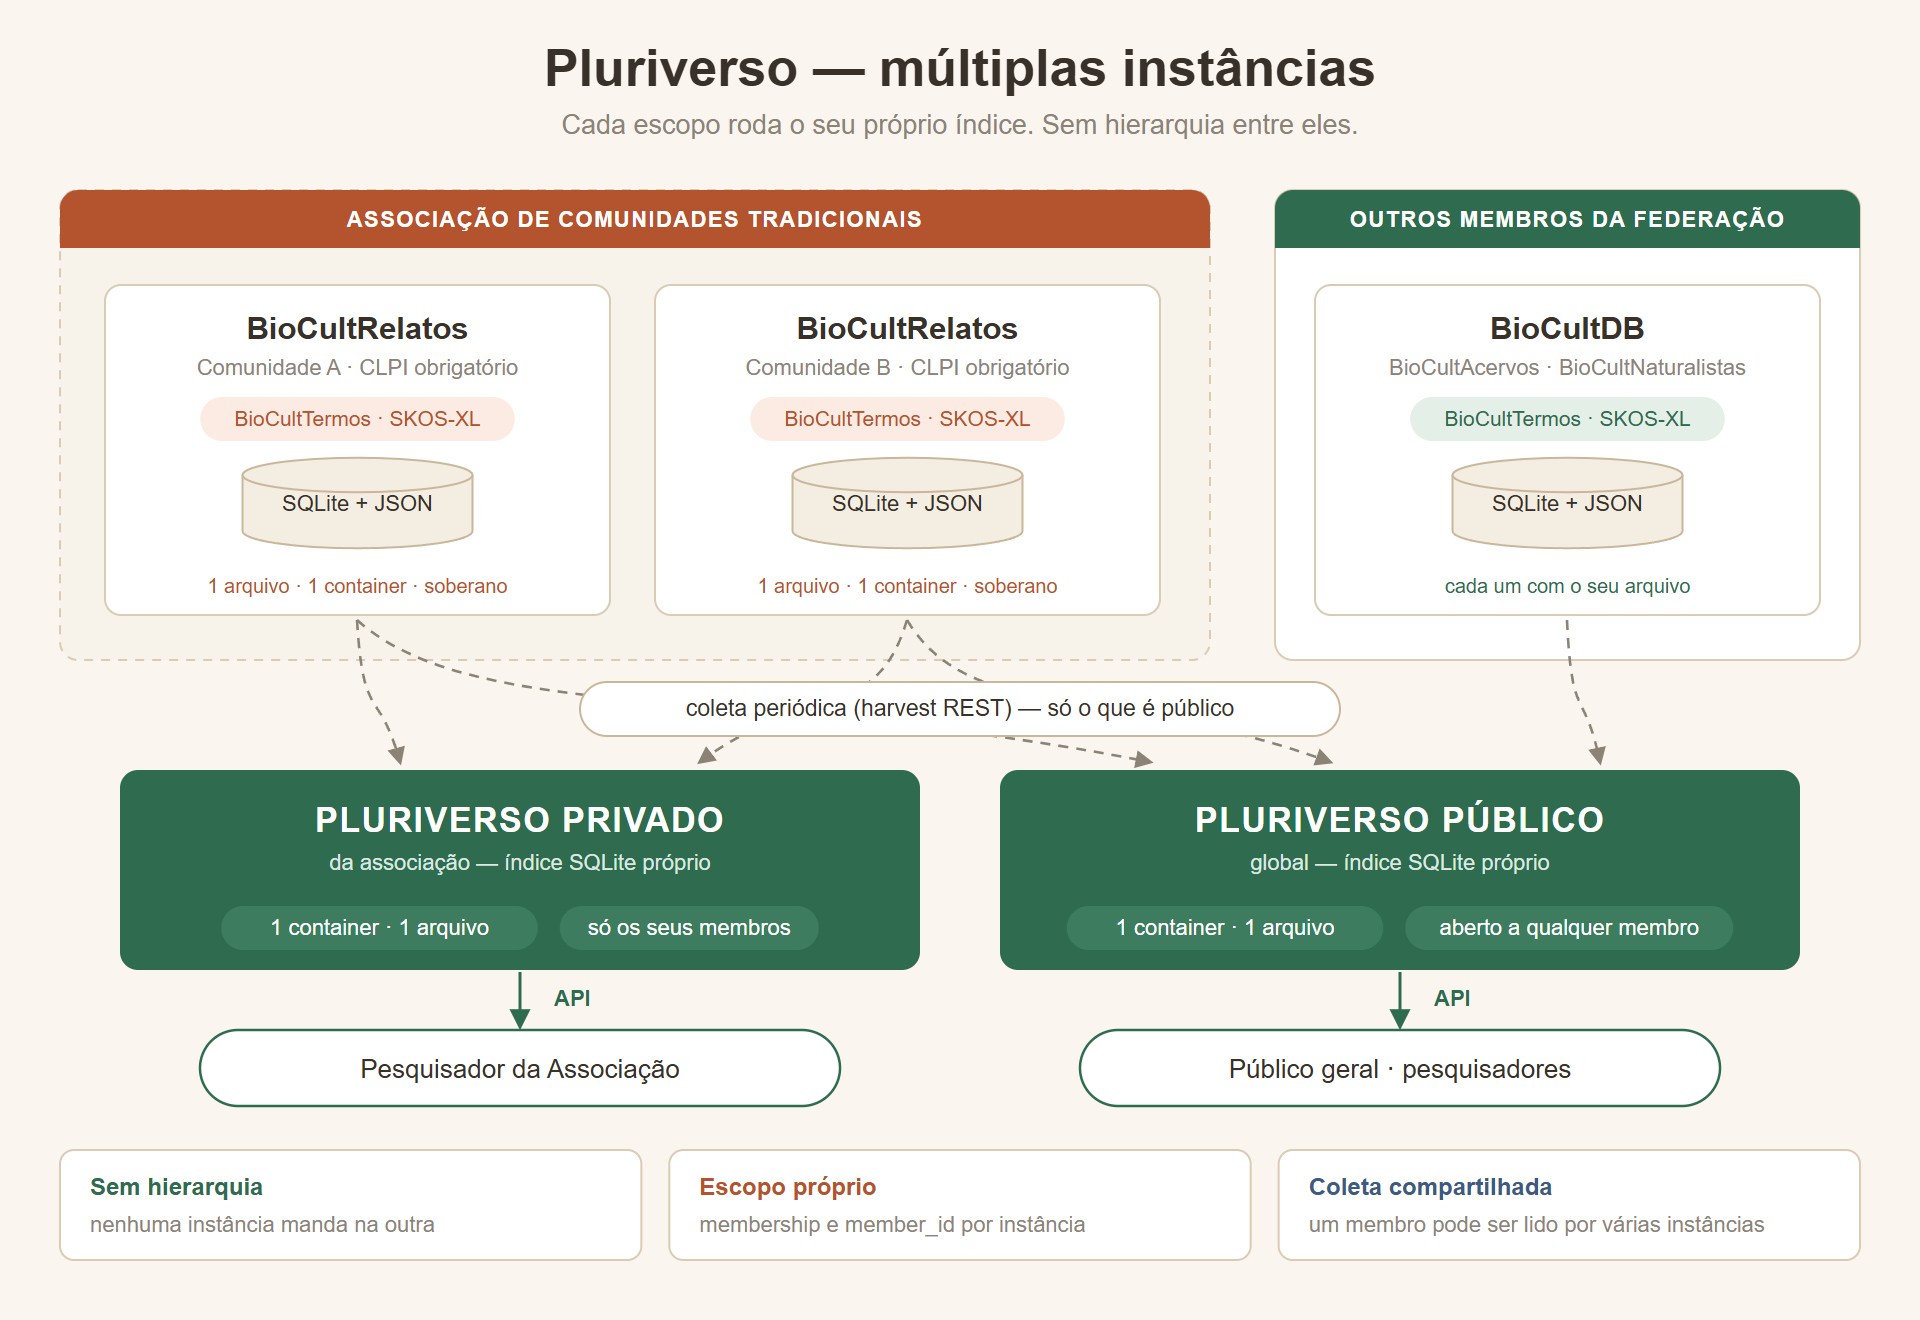 Pluriverso — múltiplas instâncias
Cada escopo roda o seu próprio índice. Sem hierarquia entre eles.
ASSOCIAÇÃO DE COMUNIDADES TRADICIONAIS
BioCultRelatos
Comunidade A · CLPI obrigatório
BioCultTermos · SKOS-XL
SQLite + JSON
1 arquivo · 1 container · soberano
BioCultRelatos
Comunidade B · CLPI obrigatório
BioCultTermos · SKOS-XL
SQLite + JSON
1 arquivo · 1 container · soberano
OUTROS MEMBROS DA FEDERAÇÃO
BioCultDB
BioCultAcervos · BioCultNaturalistas
BioCultTermos · SKOS-XL
SQLite + JSON
cada um com o seu arquivo
coleta periódica (harvest REST) — só o que é público
PLURIVERSO PRIVADO
da associação — índice SQLite próprio
1 container · 1 arquivo
só os seus membros
API
Pesquisador da Associação
PLURIVERSO PÚBLICO
global — índice SQLite próprio
1 container · 1 arquivo
aberto a qualquer membro
API
Público geral · pesquisadores
Sem hierarquia
nenhuma instância manda na outra
Escopo próprio
membership e member_id por instância
Coleta compartilhada
um membro pode ser lido por várias instâncias